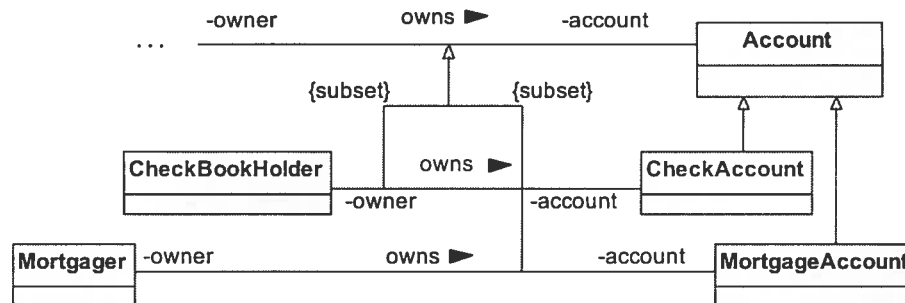 -owner owns ► -account
... Account
{subset} {subset}
CheckBookHolder owns ► CheckAccount
-owner -account
Mortgager -owner owns ► -account MortgageAccount